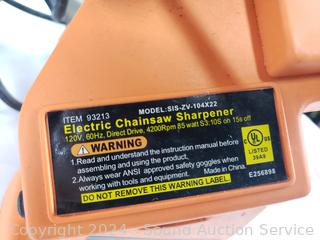 MODEL:SIS-ZV-104X22
ITEM 93213
Electric Chainsaw Sharpener
120V, 60Hz, Direct Drive, 4200Rpm 85 watt S3:10S on 15s off
WARNING
1.Read and understand the instruction manual before
assembling and using the product.
2.Always wear ANSI approved safety goggles when
working with tools and equipment. Made in China.
DO NOT REMOVE THIS WARNING LABEL
C UL US
LISTED
39A9
E256898
Copyright 2024 - Sound Auction Service